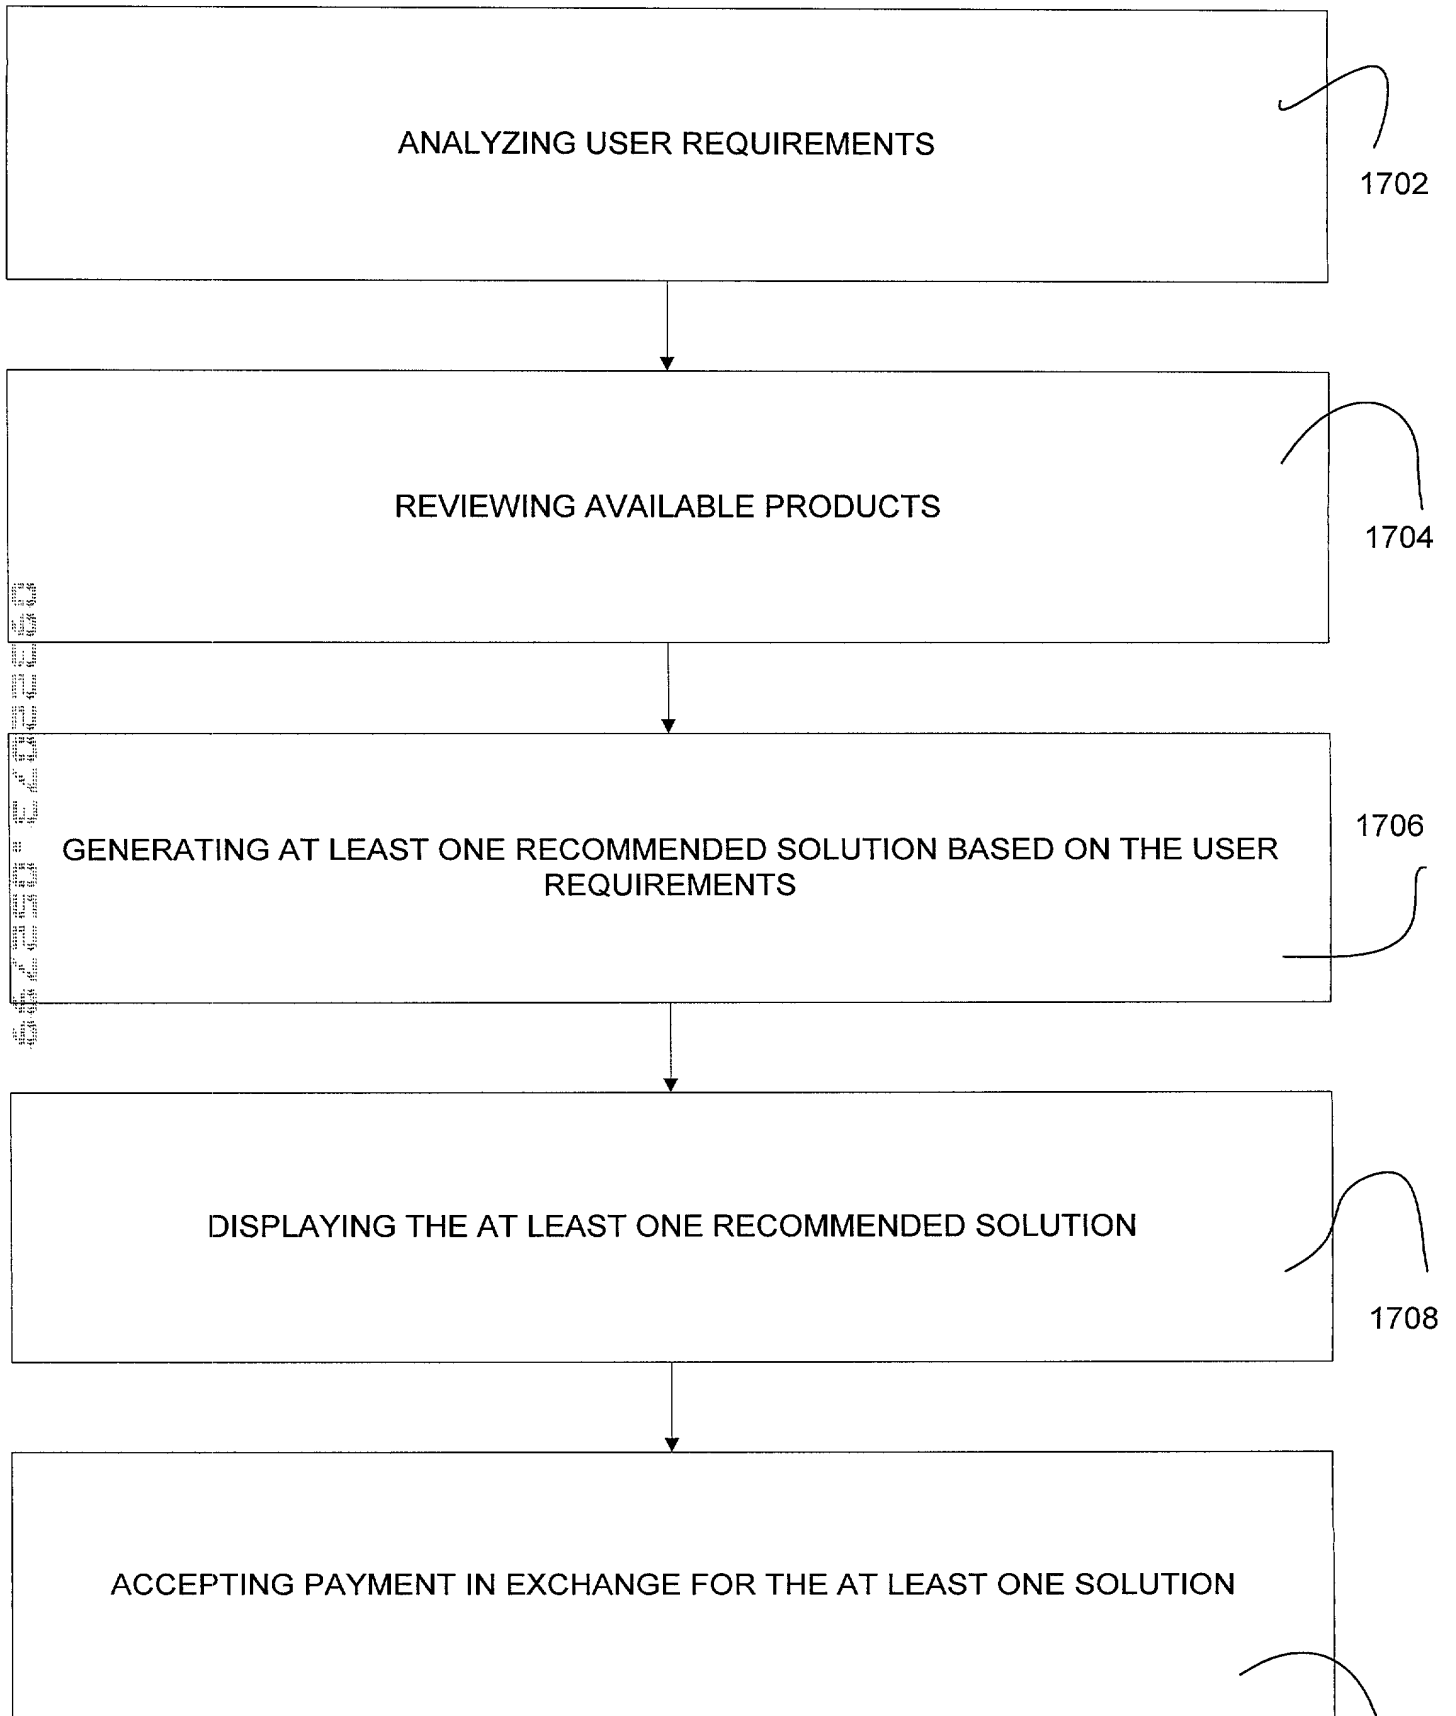 ANALYZING USER REQUIREMENTS
1702
REVIEWING AVAILABLE PRODUCTS
1704
GENERATING AT LEAST ONE RECOMMENDED SOLUTION BASED ON THE USER
REQUIREMENTS
1706
DISPLAYING THE AT LEAST ONE RECOMMENDED SOLUTION
1708
ACCEPTING PAYMENT IN EXCHANGE FOR THE AT LEAST ONE SOLUTION